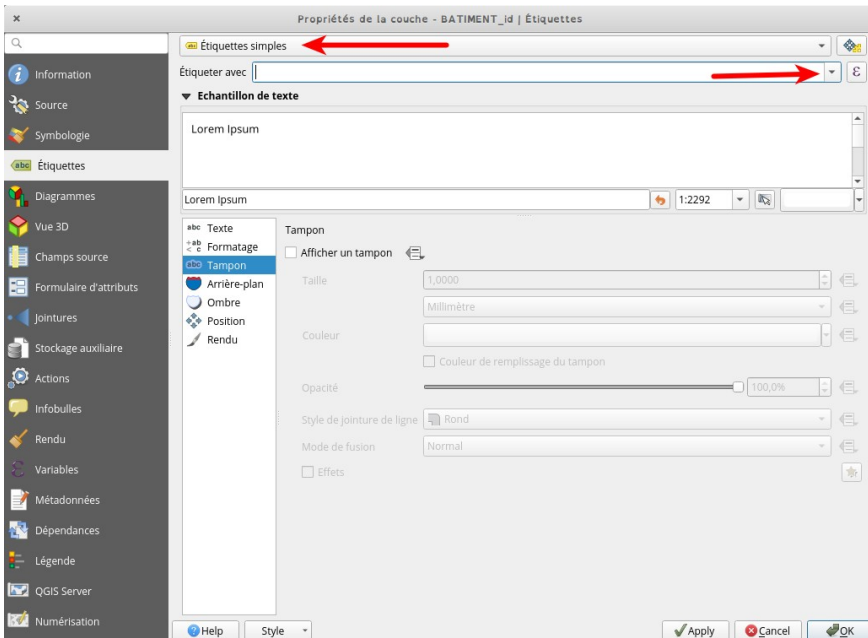 Propriétés de la couche - BATIMENT_id | Étiquettes
Information
Source
Symbologie
abc Étiquettes
Diagrammes
Vue 3D
Champs source
Formulaire d'attributs
Jointures
Stockage auxiliaire
Actions
Infobulles
Rendu
Variables
Métadonnées
Dépendances
Légende
QGIS Server
Numérisation
Étiquettes simples
Étiqueter avec
ε
Echantillon de texte
Lorem Ipsum
Lorem Ipsum
1:2292
abc Texte
Formatage
abc Tampon
Arrière-plan
Ombre
Position
Rendu
Tampon
Afficher un tampon
Taille 1,0000
Millimètre
Couleur
Couleur de remplissage du tampon
Opacité 100,0%
Style de jointure de ligne Rond
Mode de fusion Normal
Effets
Help Style Apply Cancel OK